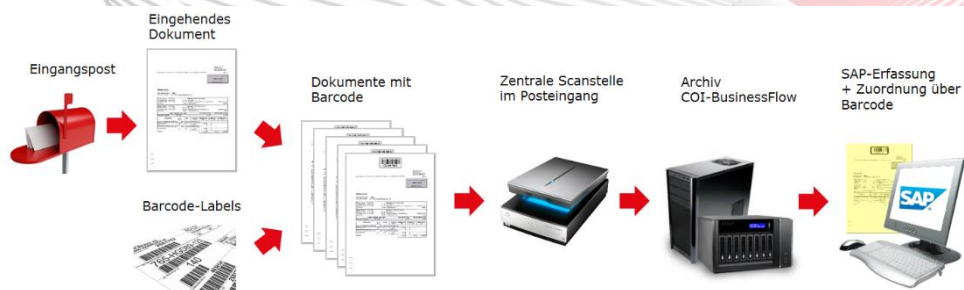 Eingehendes
Dokument
Eingangspost
Barcode-Labels
Dokumente mit
Barcode
Zentrale Scanstelle
im Posteingang
Archiv
COI-BusinessFlow
SAP-Erfassung
+ Zuordnung über
Barcode
SAP
140